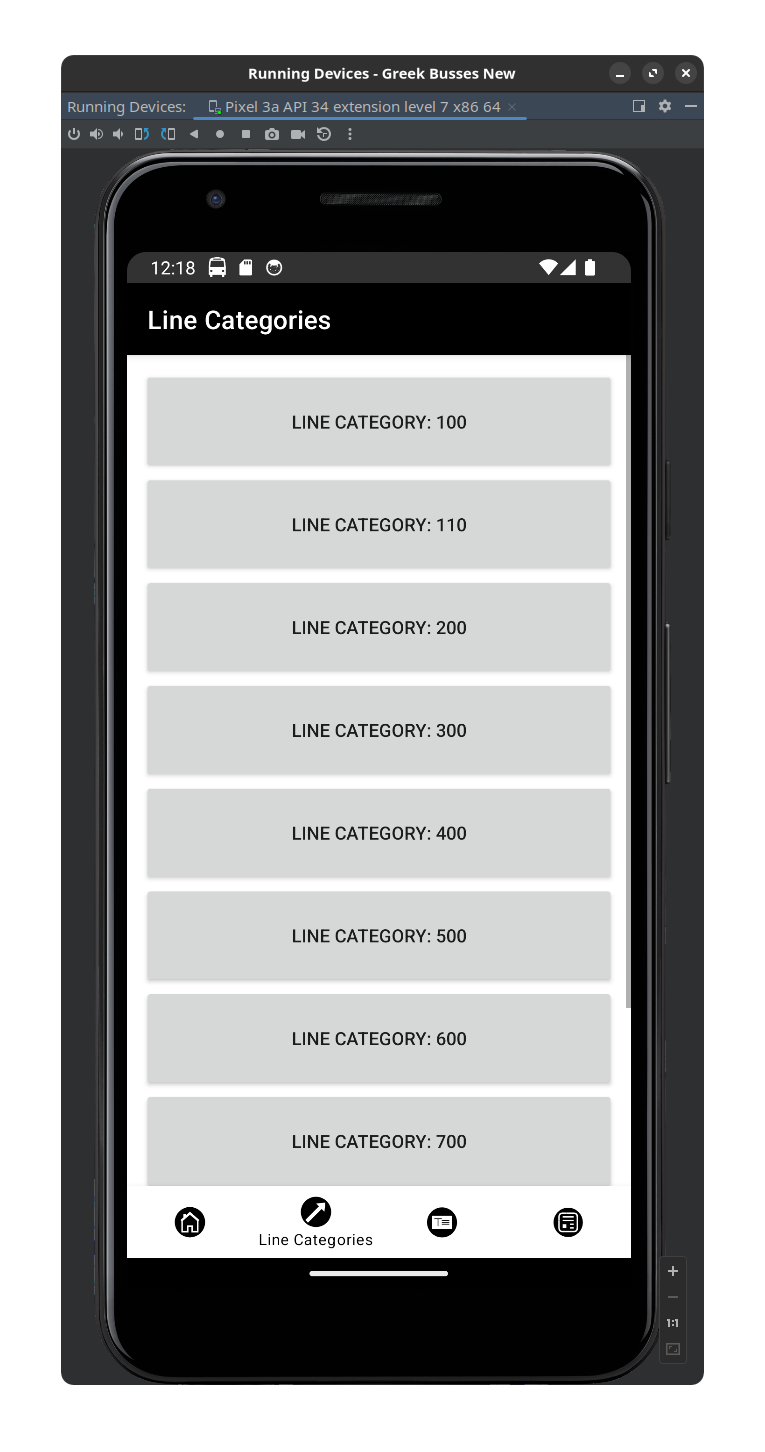 Running Devices - Greek Busses New
Running Devices: Pixel 3a API 34 extension level 7 x86 64
12:18
Line Categories
LINE CATEGORY: 100
LINE CATEGORY: 110
LINE CATEGORY: 200
LINE CATEGORY: 300
LINE CATEGORY: 400
LINE CATEGORY: 500
LINE CATEGORY: 600
LINE CATEGORY: 700
Line Categories
1:1